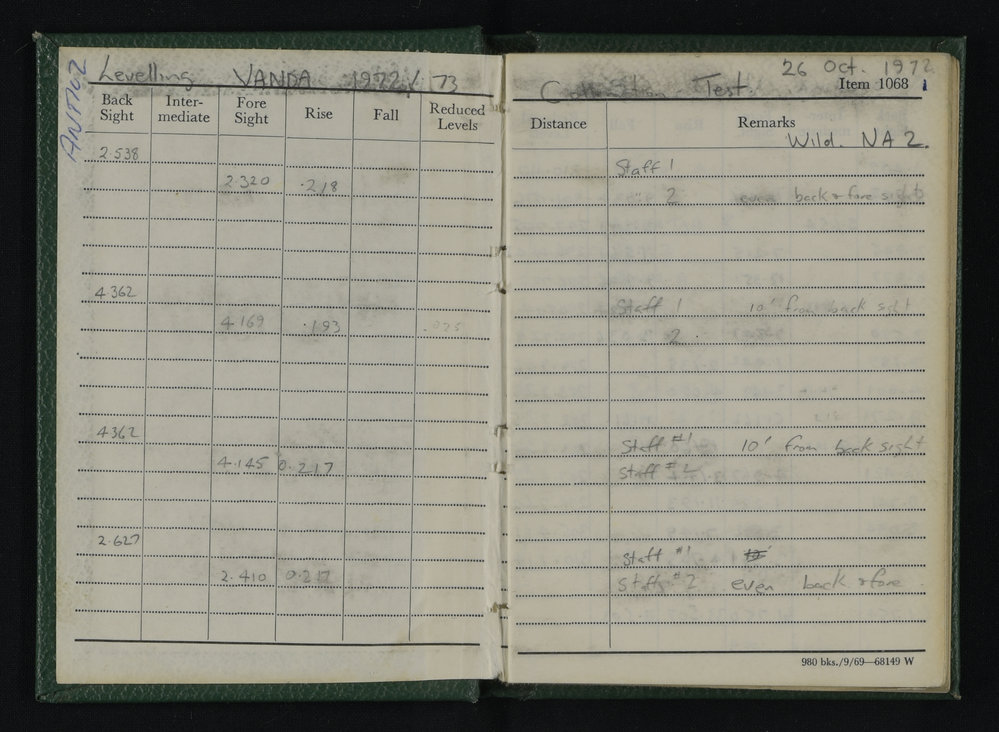 Levelling VANDA 1972/73
Back Sight Inter-mediate Fore Sight Rise Fall Reduced Levels
2.538
2.320 .218
4.362
4.169 .193 .025
4.362
4.145 0.217
2.627
2.410 0.217
26 Oct. 1972
Test. Item 1068 1
Distance Remarks
Wild. NA 2.
Staff 1
2 even back & fore sights
Staff 1 10' from back sight
2
Staff #1 10' from back sight
Staff #2
Staff #1
Staff #2 even back & fore
980 bks./9/69—68149 W